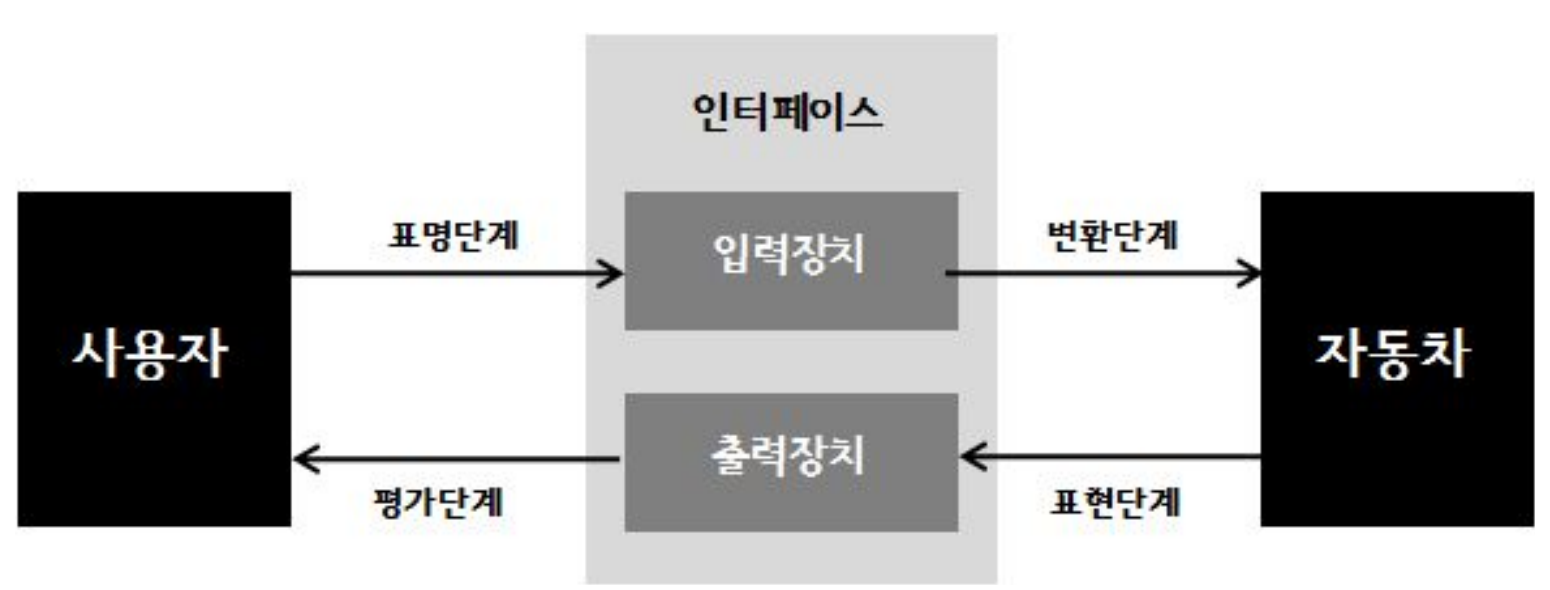 인터페이스
표명단계
입력장치
변환단계
사용자
자동차
출력장치
평가단계
표현단계